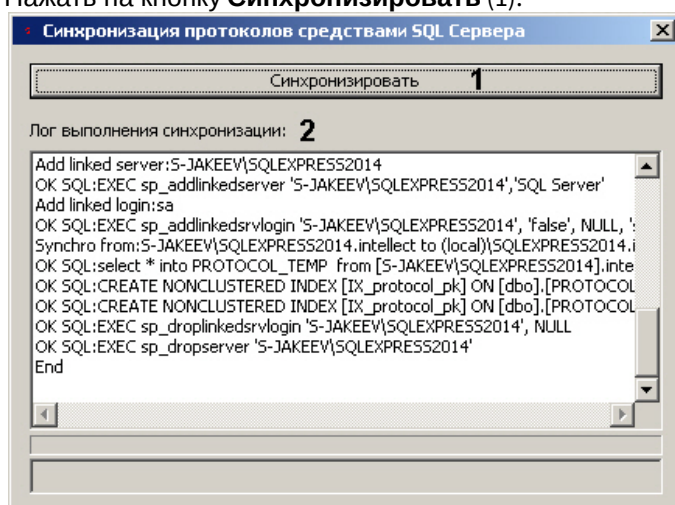 Нажать на кнопку Синхронизировать (1).
Синхронизация протоколов средствами SQL Сервера
Синхронизировать 1
Лог выполнения синхронизации: 2
Add linked server:S-JAKEEV\SQLEXPRESS2014
OK SQL:EXEC sp_addlinkedserver 'S-JAKEEV\SQLEXPRESS2014','SQL Server'
Add linked login:sa
OK SQL:EXEC sp_addlinkedsrvlogin 'S-JAKEEV\SQLEXPRESS2014', 'false', NULL, '
Synchro from:S-JAKEEV\SQLEXPRESS2014.intellect to (local)\SQLEXPRESS2014.i
OK SQL:select * into PROTOCOL_TEMP from [S-JAKEEV\SQLEXPRESS2014].inte
OK SQL:CREATE NONCLUSTERED INDEX [IX_protocol_pk] ON [dbo].[PROTOCOL
OK SQL:CREATE NONCLUSTERED INDEX [IX_protocol_pk] ON [dbo].[PROTOCOL
OK SQL:EXEC sp_droplinkedsrvlogin 'S-JAKEEV\SQLEXPRESS2014', NULL
OK SQL:EXEC sp_dropserver 'S-JAKEEV\SQLEXPRESS2014'
End